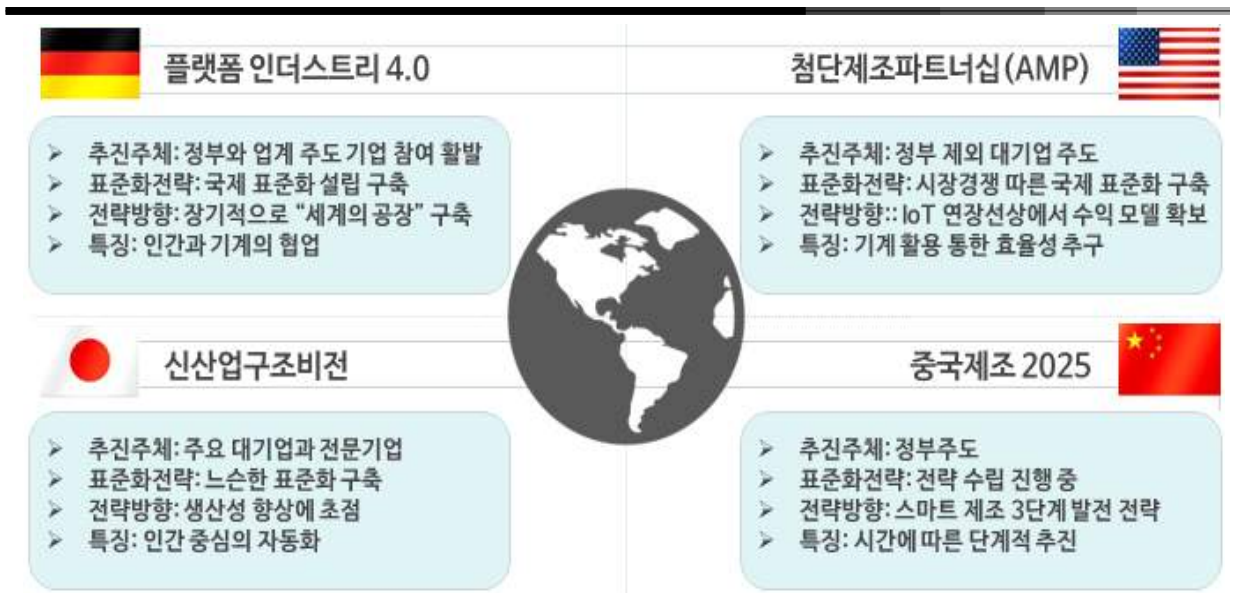 플랫폼 인더스트리 4.0
➢ 추진주체: 정부와 업계 주도 기업 참여 활발
➢ 표준화전략: 국제 표준화 설립 구축
➢ 전략방향: 장기적으로 “세계의 공장” 구축
➢ 특징: 인간과 기계의 협업
첨단제조파트너십(AMP)
➢ 추진주체: 정부 제외 대기업 주도
➢ 표준화전략: 시장경쟁 따른 국제 표준화 구축
➢ 전략방향:: IoT 연장선상에서 수익 모델 확보
➢ 특징: 기계 활용 통한 효율성 추구
신산업구조비전
➢ 추진주체: 주요 대기업과 전문기업
➢ 표준화전략: 느슨한 표준화 구축
➢ 전략방향: 생산성 향상에 초점
➢ 특징: 인간 중심의 자동화
중국제조 2025
➢ 추진주체: 정부주도
➢ 표준화전략: 전략 수립 진행 중
➢ 전략방향: 스마트 제조 3단계 발전 전략
➢ 특징: 시간에 따른 단계적 추진